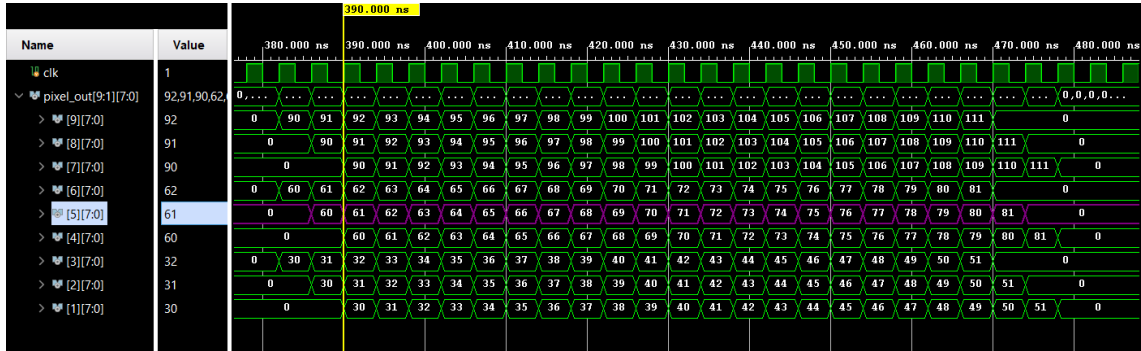 390.000 ns
Name Value 380.000 ns 390.000 ns 400.000 ns 410.000 ns 420.000 ns 430.000 ns 440.000 ns 450.000 ns 460.000 ns 470.000 ns 480.000 ns
clk 1
pixel_out[9:1][7:0] 92,91,90,62, 0,... ... ... ... ... ... ... ... ... ... ... ... ... ... ... ... ... ... ... ... ... ... ... ... ... 0,0,0,0...
[9][7:0] 92 0 90 91 92 93 94 95 96 97 98 99 100 101 102 103 104 105 106 107 108 109 110 111 0
[8][7:0] 91 0 90 91 92 93 94 95 96 97 98 99 100 101 102 103 104 105 106 107 108 109 110 111 0
[7][7:0] 90 0 90 91 92 93 94 95 96 97 98 99 100 101 102 103 104 105 106 107 108 109 110 111 0
[6][7:0] 62 0 60 61 62 63 64 65 66 67 68 69 70 71 72 73 74 75 76 77 78 79 80 81 0
[5][7:0] 61 0 60 61 62 63 64 65 66 67 68 69 70 71 72 73 74 75 76 77 78 79 80 81 0
[4][7:0] 60 0 60 61 62 63 64 65 66 67 68 69 70 71 72 73 74 75 76 77 78 79 80 81 0
[3][7:0] 32 0 30 31 32 33 34 35 36 37 38 39 40 41 42 43 44 45 46 47 48 49 50 51 0
[2][7:0] 31 0 30 31 32 33 34 35 36 37 38 39 40 41 42 43 44 45 46 47 48 49 50 51 0
[1][7:0] 30 0 30 31 32 33 34 35 36 37 38 39 40 41 42 43 44 45 46 47 48 49 50 51 0